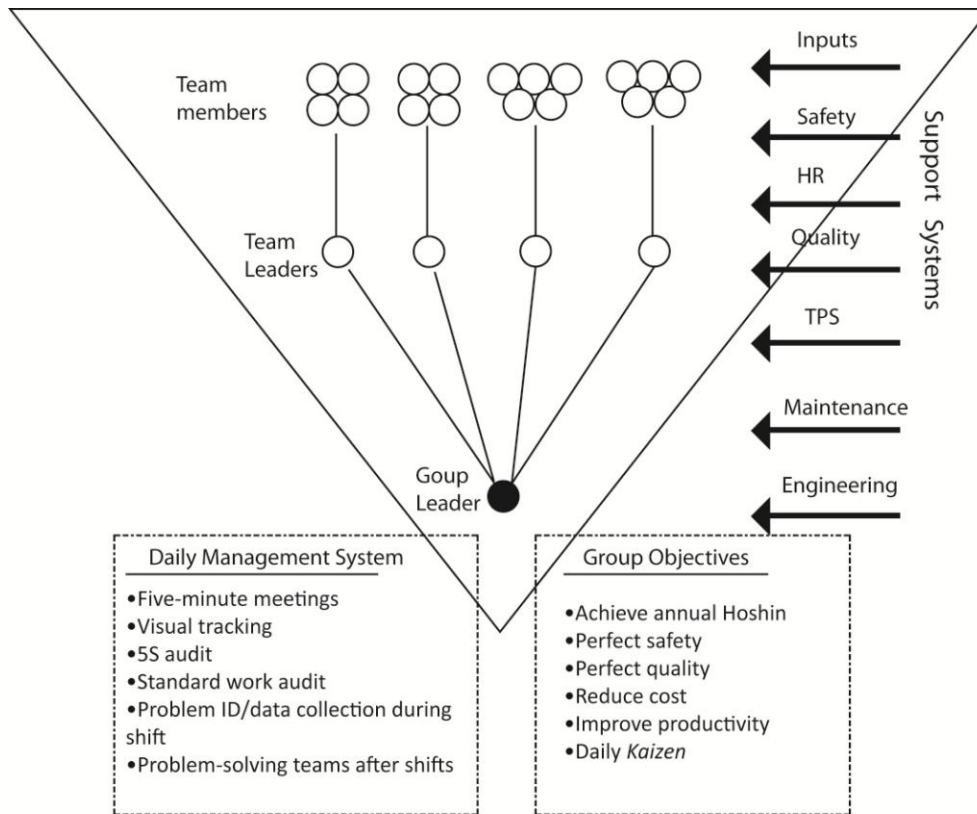 Team
members
Team
Leaders
Goup
Leader
Inputs
Safety
HR
Quality
TPS
Maintenance
Engineering
Support Systems
Daily Management System
•Five-minute meetings
•Visual tracking
•5S audit
•Standard work audit
•Problem ID/data collection during
shift
•Problem-solving teams after shifts
Group Objectives
•Achieve annual Hoshin
•Perfect safety
•Perfect quality
•Reduce cost
•Improve productivity
•Daily Kaizen